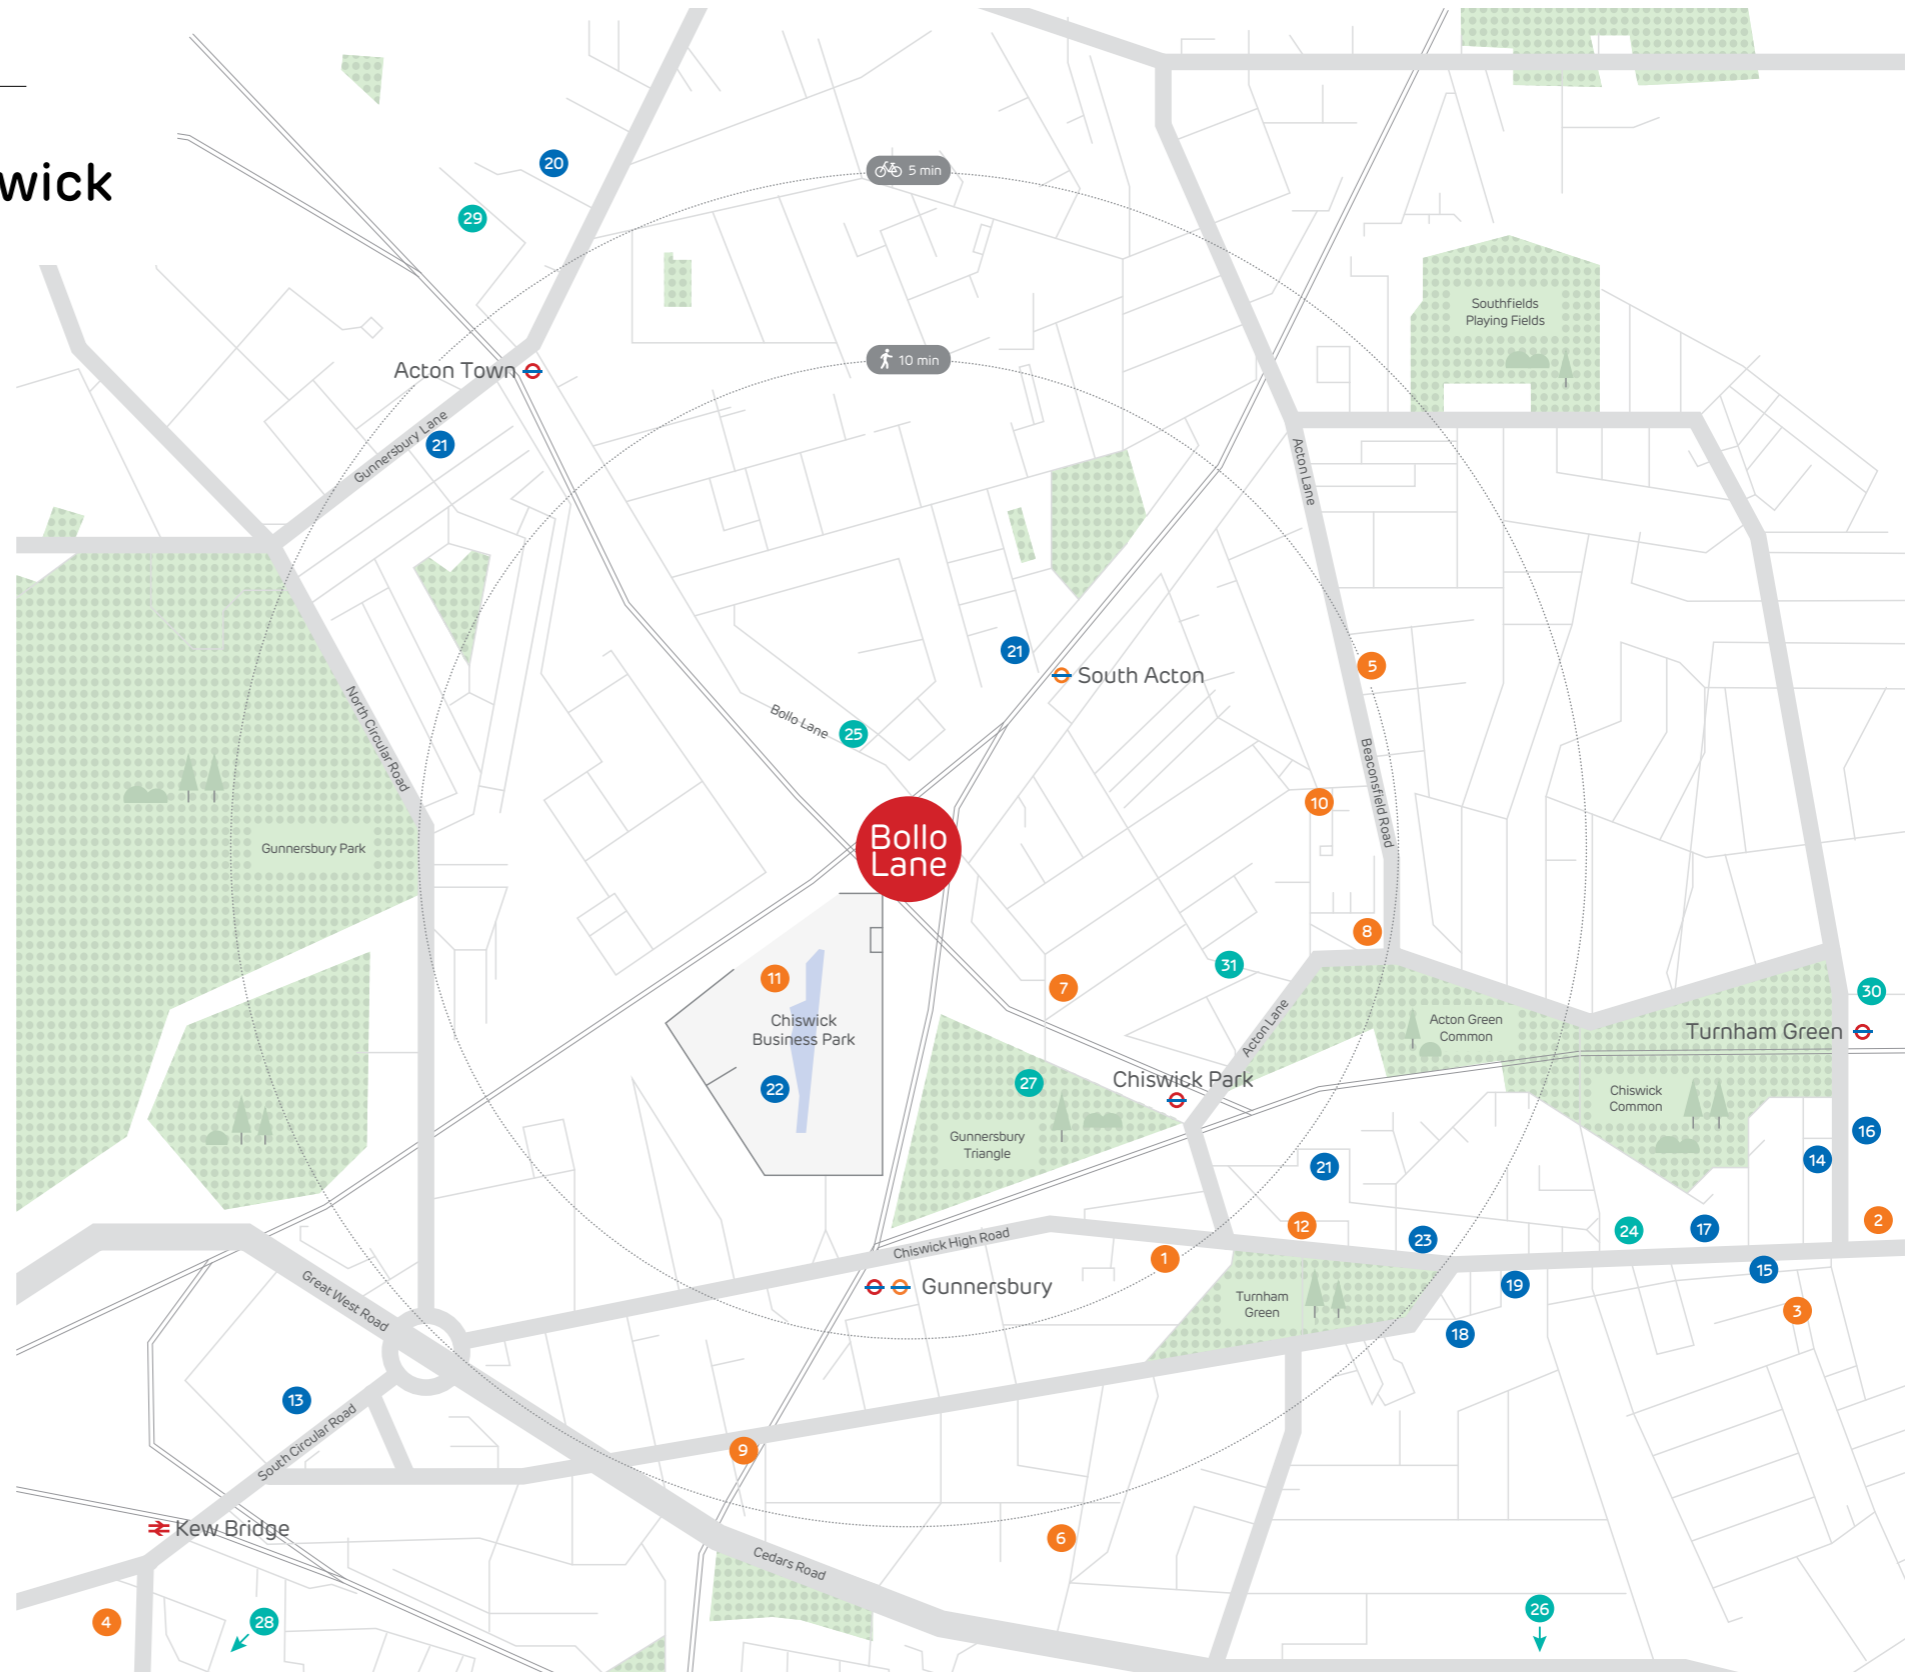 wick
20
5 min
29
Southfields
Playing Fields
10 min
Acton Town
Gunnersbury Lane
21
Acton Lane
21
South Acton
5
North Circular Road
Bollo Lane
25
Beaconsfield Road
10
Gunnersbury Park
Bollo
Lane
8
31
11
7
30
Chiswick
Business Park
Acton Lane
Acton Green
Common
Turnham Green
22
27
Chiswick Park
Chiswick
Common
16
Gunnersbury
Triangle
21
14
12
2
Chiswick High Road
1
23
24
17
15
Great West Road
Gunnersbury
19
Turnham
Green
3
18
13
South Circular Road
9
Kew Bridge
6
Cedars Road
4
28
26